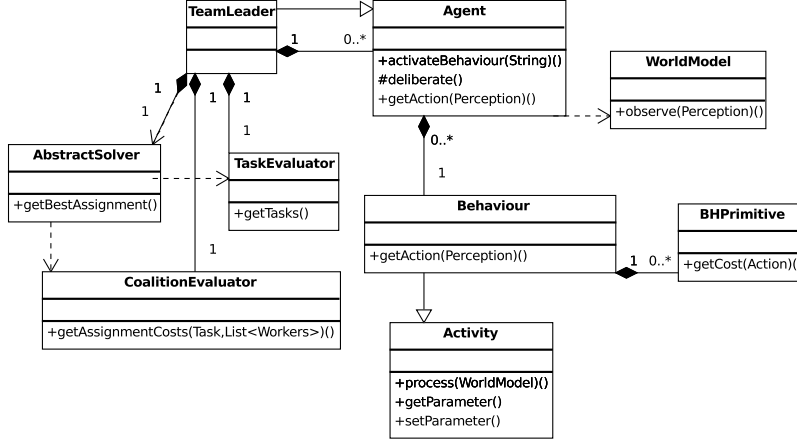 TeamLeader
Agent
1
0..*
+activateBehaviour(String)()
#deliberate()
+getAction(Perception)()
WorldModel
+observe(Perception)()
1
1
1
1
1
AbstractSolver
+getBestAssignment()
TaskEvaluator
+getTasks()
0..*
1
Behaviour
+getAction(Perception)()
BHPrimitive
+getCost(Action)(
1
0..*
1
CoalitionEvaluator
+getAssignmentCosts(Task,List<Workers>)()
Activity
+process(WorldModel)()
+getParameter()
+setParameter()